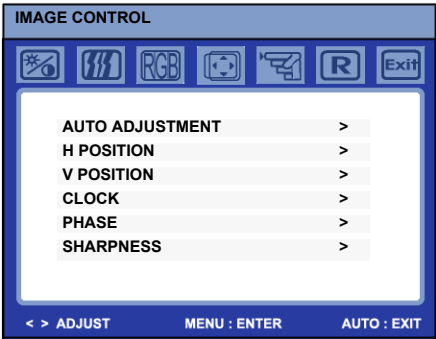 IMAGE CONTROL
RGB R Exit
AUTO ADJUSTMENT >
H POSITION >
V POSITION >
CLOCK >
PHASE >
SHARPNESS >
< > ADJUST MENU : ENTER AUTO : EXIT